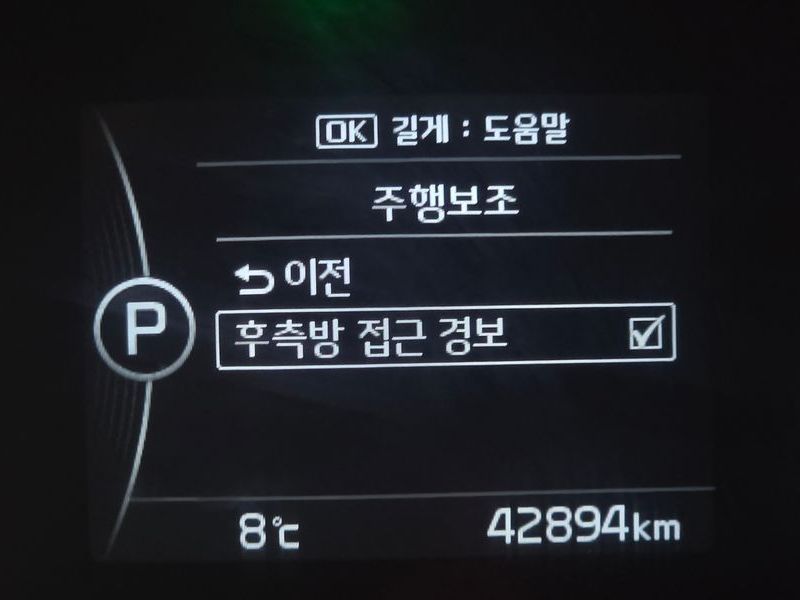 OK 길게 : 도움말
주행보조
이전
P
후측방 접근 경보
8℃ 42894km